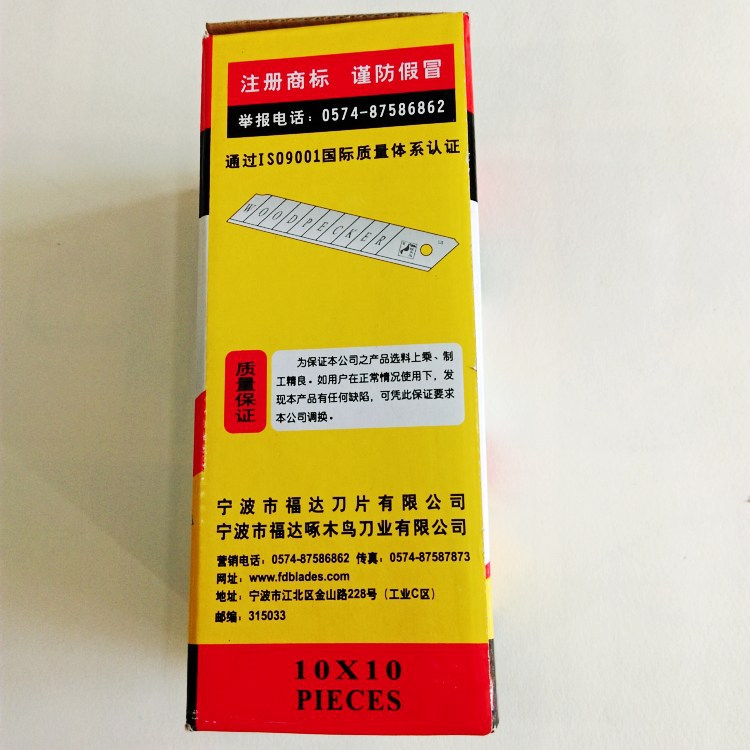 注册商标 谨防假冒
举报电话：0574-87586862
通过ISO9001国际质量体系认证
WOODPECKER
质量保证
为保证本公司之产品选料上乘、制
工精良。如用户在正常情况使用下，发
现本产品有任何缺陷，可凭此保证要求
本公司调换。
宁波市福达刀片有限公司
宁波市福达啄木鸟刀业有限公司
营销电话：0574-87586862 传真：0574-87587873
网址：www.fdblades.com
地址：宁波市江北区金山路228号（工业C区）
邮编：315033
10X10
PIECES